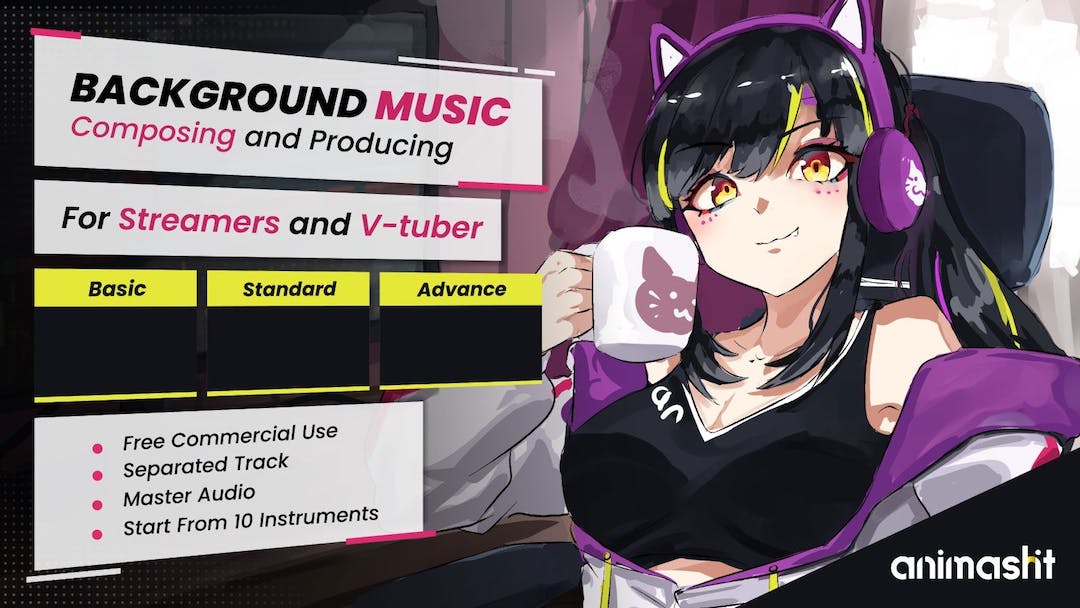 BACKGROUND MUSIC
Composing and Producing
For Streamers and V-tuber
Basic
Standard
Advance
Free Commercial Use
Separated Track
Master Audio
Start From 10 Instruments
an
animashit